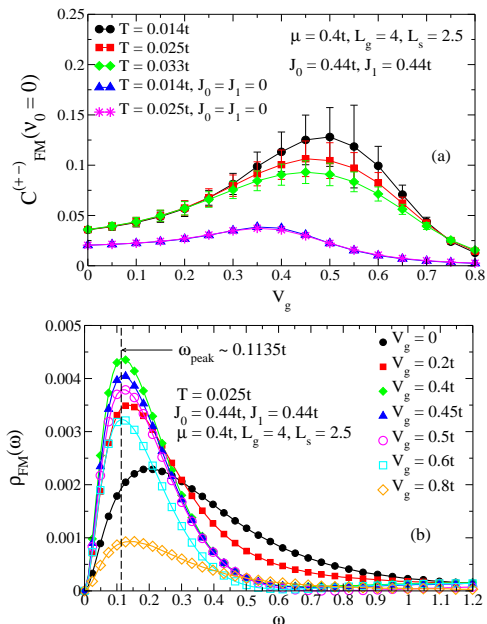 0.25
0.2
0.15
0.1
0.05
0
C^(+−)_FM(ν_0 = 0)
T = 0.014t
T = 0.025t
T = 0.033t
T = 0.014t, J_0 = J_1 = 0
T = 0.025t, J_0 = J_1 = 0
μ = 0.4t, L_g = 4, L_s = 2.5
J_0 = 0.44t, J_1 = 0.44t
(a)
0 0.1 0.2 0.3 0.4 0.5 0.6 0.7 0.8
V_g
0.005
0.004
0.003
0.002
0.001
0
ρ_FM(ω)
ω_peak ~ 0.1135t
T = 0.025t
J_0 = 0.44t, J_1 = 0.44t
μ = 0.4t, L_g = 4, L_s = 2.5
V_g = 0
V_g = 0.2t
V_g = 0.4t
V_g = 0.45t
V_g = 0.5t
V_g = 0.6t
V_g = 0.8t
(b)
0 0.1 0.2 0.3 0.4 0.5 0.6 0.7 0.8 0.9 1 1.1 1.2
ω